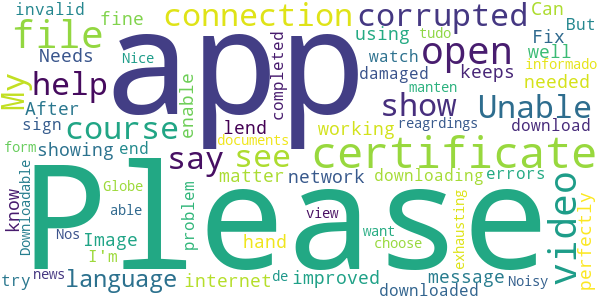 invalid connection corrupted Can
file fine using open But
Needs Nice tudo Fix informado
My help app completed watch damaged keeps well needed
After enable show manten Unable
sign course lend reagrdings download
showing end say documents working certificate
form see
know Downloadable Please matter network downloading errors
Globe problem hand view want video
able Image I'm choose exhausting perfectly
Nos language internet improved message
try news de downloaded Noisy